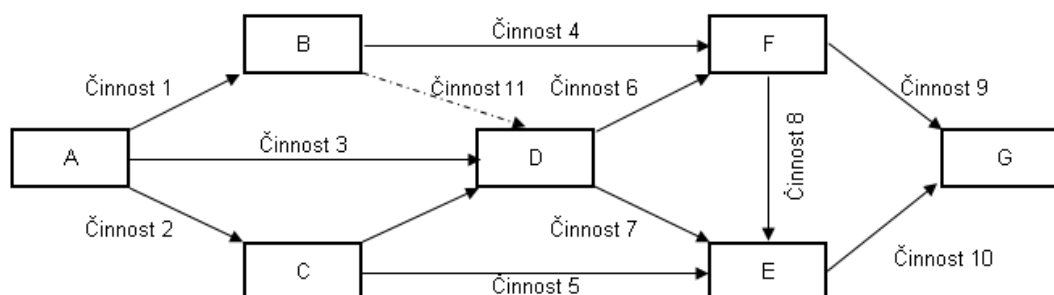 B
Činnost 4
F
Činnost 1
Činnost 11
Činnost 6
Činnost 9
A
Činnost 3
D
Činnost 8
G
Činnost 2
Činnost 7
C
Činnost 5
E
Činnost 10